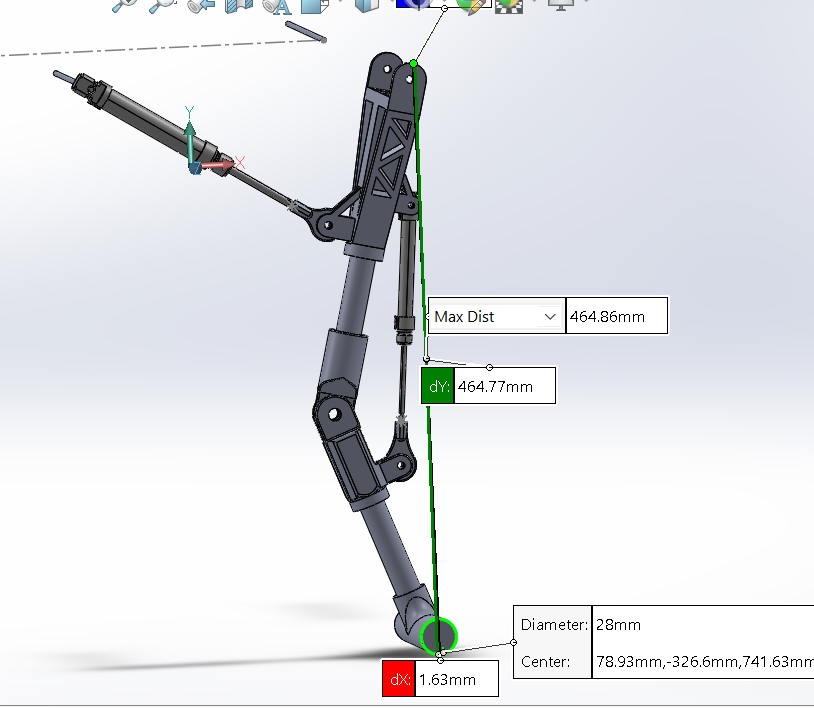 Y
X
Max Dist 464.86mm
dY: 464.77mm
Diameter: 28mm
Center: 78.93mm,-326.6mm,741.63mm
dX: 1.63mm